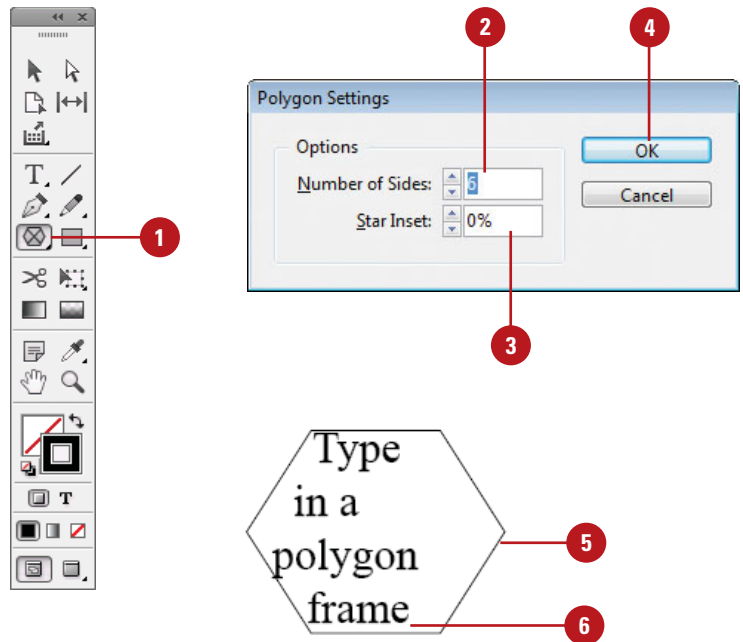 2
4
Polygon Settings
Options
Number of Sides: 6
Star Inset: 0%
OK
Cancel
1
3
T
T
Type
in a
polygon
frame
5
6